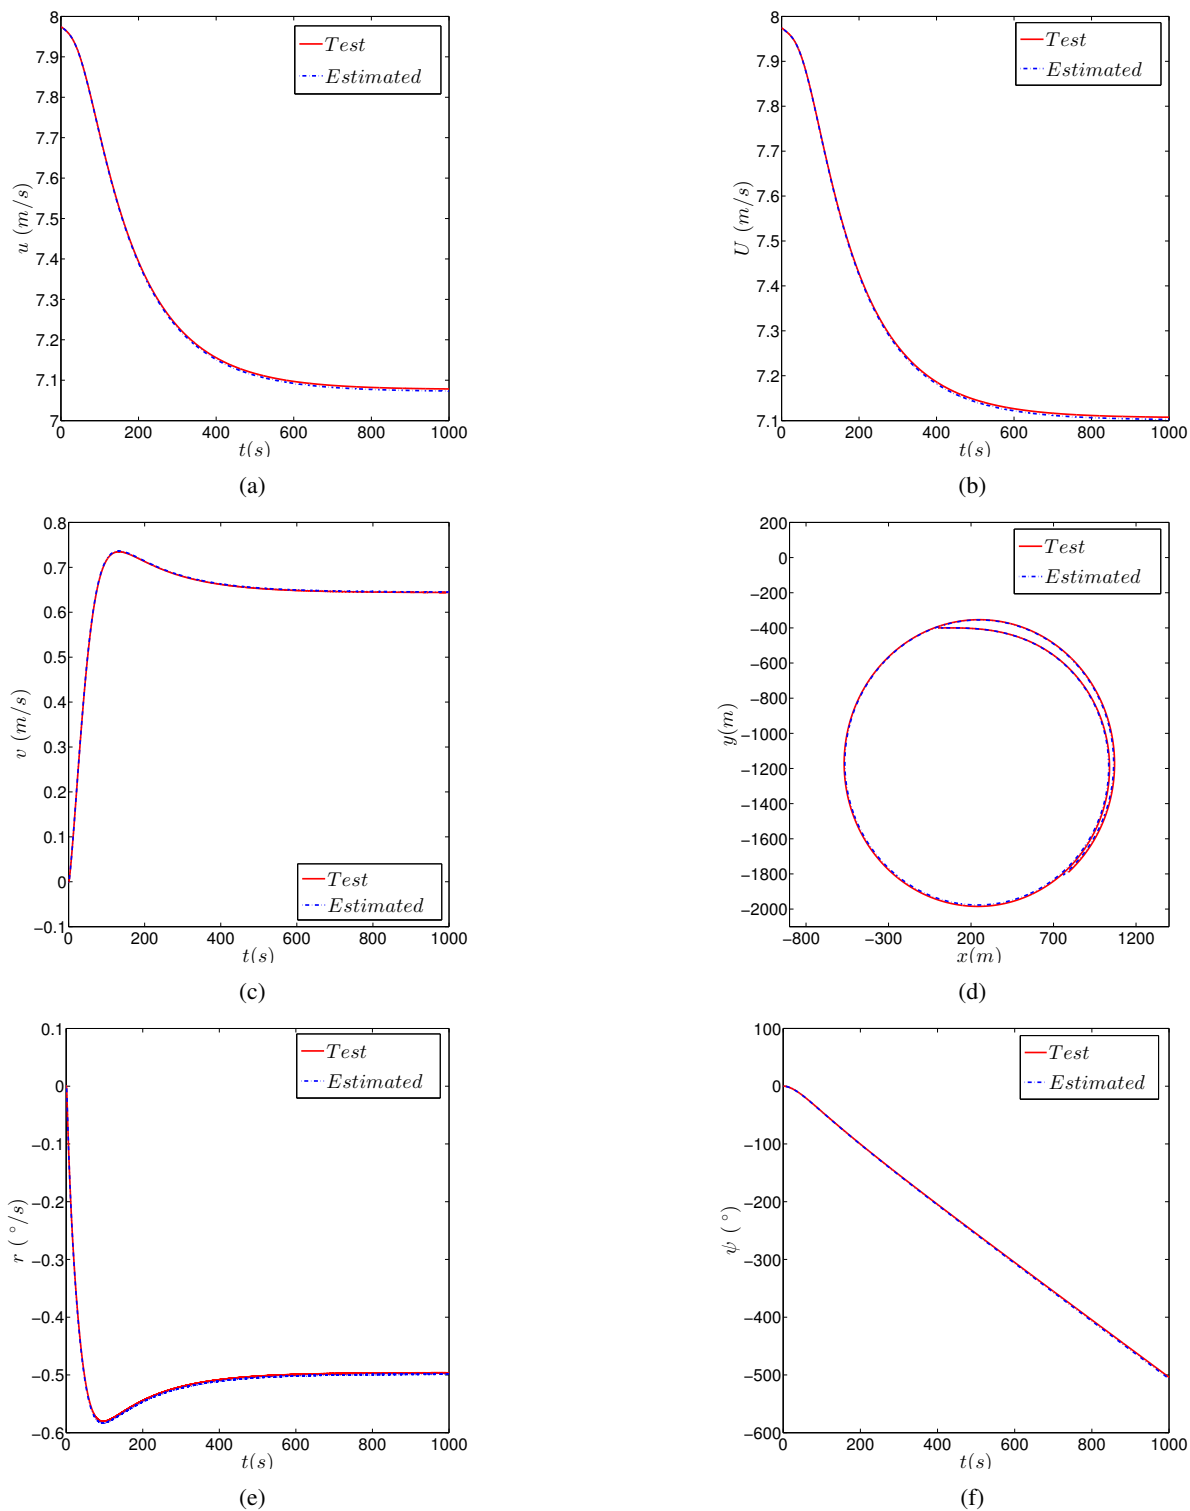 8
7.9
7.8
7.7
7.6
7.5
7.4
7.3
7.2
7.1
7
u (m/s)
0 200 400 600 800 1000
t(s)
Test
Estimated
(a)
8
7.9
7.8
7.7
7.6
7.5
7.4
7.3
7.2
7.1
U (m/s)
0 200 400 600 800 1000
t(s)
Test
Estimated
(b)
0.8
0.7
0.6
0.5
0.4
0.3
0.2
0.1
0
−0.1
v (m/s)
0 200 400 600 800 1000
t(s)
Test
Estimated
(c)
200
0
−200
−400
−600
−800
−1000
−1200
−1400
−1600
−1800
−2000
y(m)
−800 −300 200 700 1200
x(m)
Test
Estimated
(d)
0.1
0
−0.1
−0.2
−0.3
−0.4
−0.5
−0.6
r (°/s)
0 200 400 600 800 1000
t(s)
Test
Estimated
(e)
100
0
−100
−200
−300
−400
−500
−600
ψ (°)
0 200 400 600 800 1000
t(s)
Test
Estimated
(f)